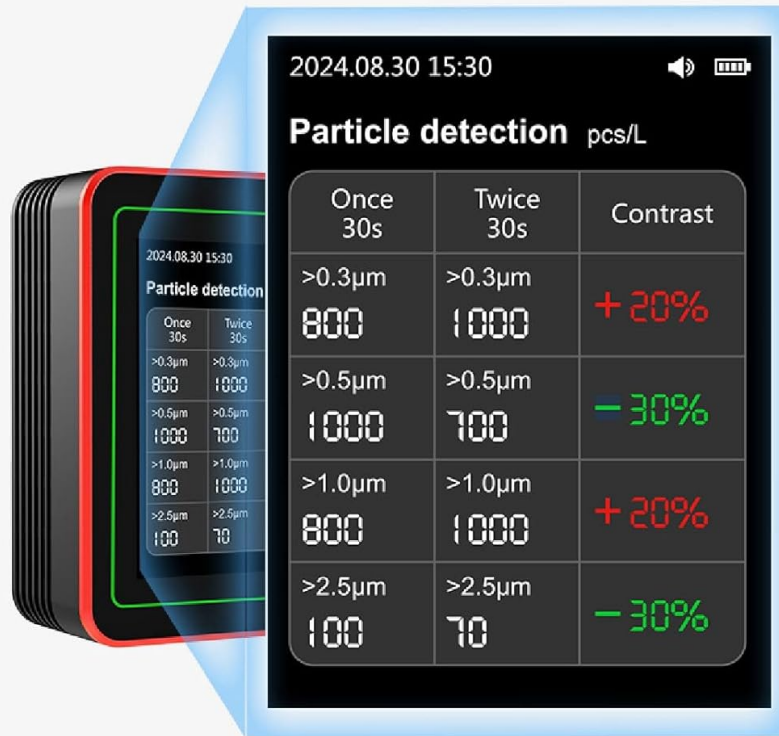 2024.08.30 15:30
Particle detection pcs/L
Once 30s Twice 30s Contrast
>0.3μm >0.3μm
800 1000 +20%
>0.5μm >0.5μm
1000 700 -30%
>1.0μm >1.0μm
800 1000 +20%
>2.5μm >2.5μm
100 70 -30%
2024.08.30 15:30
Particle detection
Once 30s Twice 30s
>0.3μm >0.3μm
800 1000
>0.5μm >0.5μm
1000 700
>1.0μm >1.0μm
800 1000
>2.5μm >2.5μm
100 70